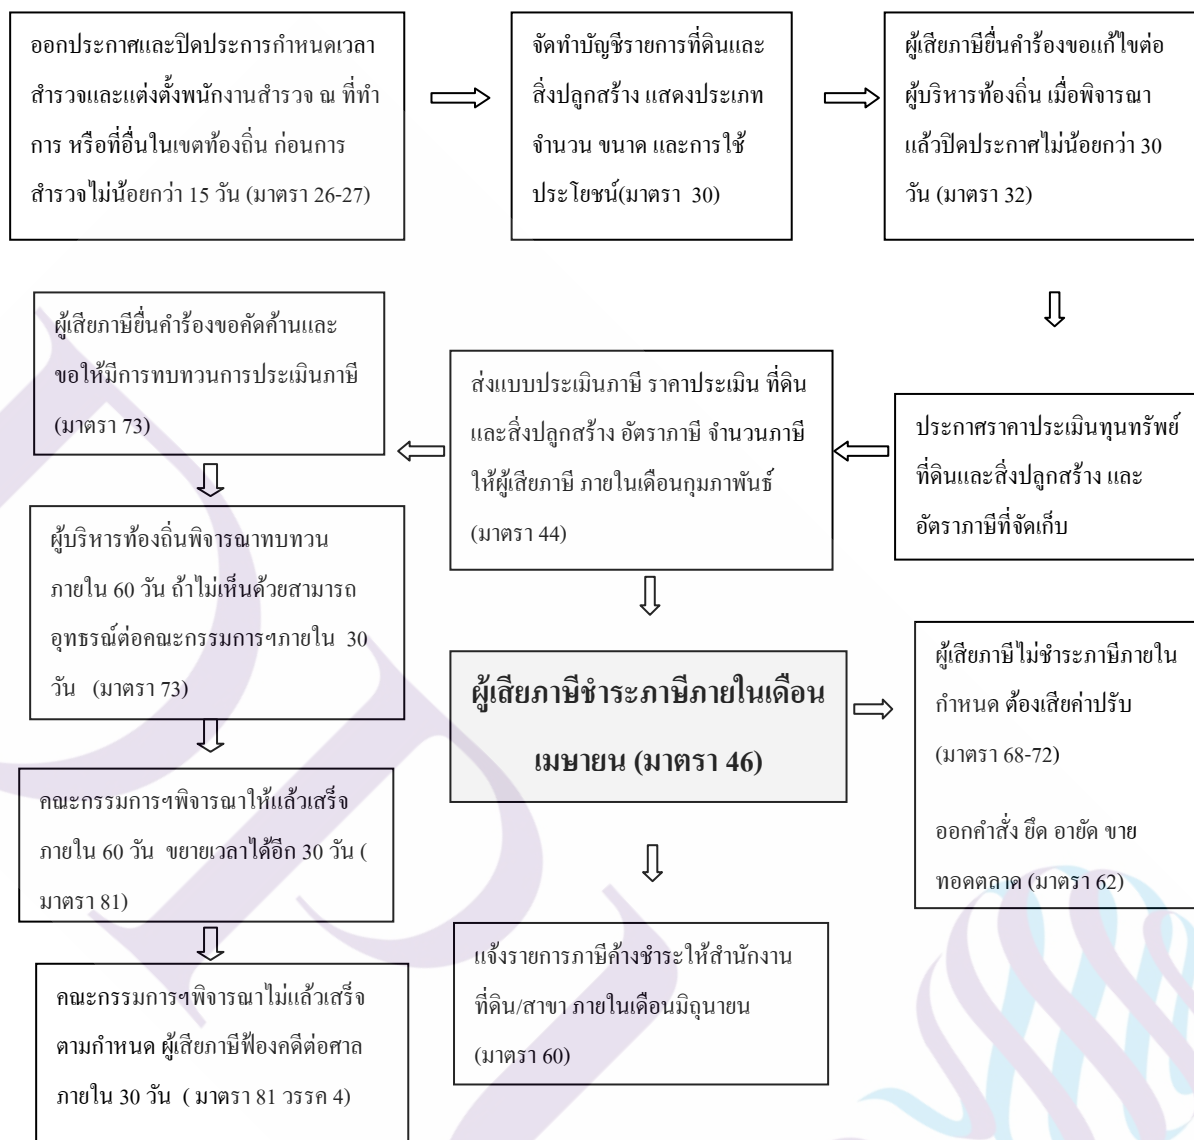 ออกประกาศและปิดประการกำหนดเวลา
สำรวจและแต่งตั้งพนักงานสำรวจ ณ ที่ทำ
การ หรือที่อื่นในเขตท้องถิ่น ก่อนการ
สำรวจไม่น้อยกว่า 15 วัน (มาตรา 26-27)
จัดทำบัญชีรายการที่ดินและ
สิ่งปลูกสร้าง แสดงประเภท
จำนวน ขนาด และการใช้
ประโยชน์(มาตรา 30)
ผู้เสียภาษียื่นคำร้องขอแก้ไขต่อ
ผู้บริหารท้องถิ่น เมื่อพิจารณา
แล้วปิดประกาศไม่น้อยกว่า 30
วัน (มาตรา 32)
ประกาศราคาประเมินทุนทรัพย์
ที่ดินและสิ่งปลูกสร้าง และ
อัตราภาษีที่จัดเก็บ
ส่งแบบประเมินภาษี ราคาประเมิน ที่ดิน
และสิ่งปลูกสร้าง อัตราภาษี จำนวนภาษี
ให้ผู้เสียภาษี ภายในเดือนกุมภาพันธ์
(มาตรา 44)
ผู้เสียภาษียื่นคำร้องขอคัดค้านและ
ขอให้มีการทบทวนการประเมินภาษี
(มาตรา 73)
ผู้บริหารท้องถิ่นพิจารณาทบทวน
ภายใน 60 วัน ถ้าไม่เห็นด้วยสามารถ
อุทธรณ์ต่อคณะกรรมการฯภายใน 30
วัน (มาตรา 73)
คณะกรรมการฯพิจารณาให้แล้วเสร็จ
ภายใน 60 วัน ขยายเวลาได้อีก 30 วัน (
มาตรา 81)
คณะกรรมการฯพิจารณาไม่แล้วเสร็จ
ตามกำหนด ผู้เสียภาษีฟ้องคดีต่อศาล
ภายใน 30 วัน ( มาตรา 81 วรรค 4)
ผู้เสียภาษีชำระภาษีภายในเดือน
เมษายน (มาตรา 46)
ผู้เสียภาษีไม่ชำระภาษีภายใน
กำหนด ต้องเสียค่าปรับ
(มาตรา 68-72)
ออกคำสั่ง ยึด อายัด ขาย
ทอดตลาด (มาตรา 62)
แจ้งรายการภาษีค้างชำระให้สำนักงาน
ที่ดิน/สาขา ภายในเดือนมิถุนายน
(มาตรา 60)